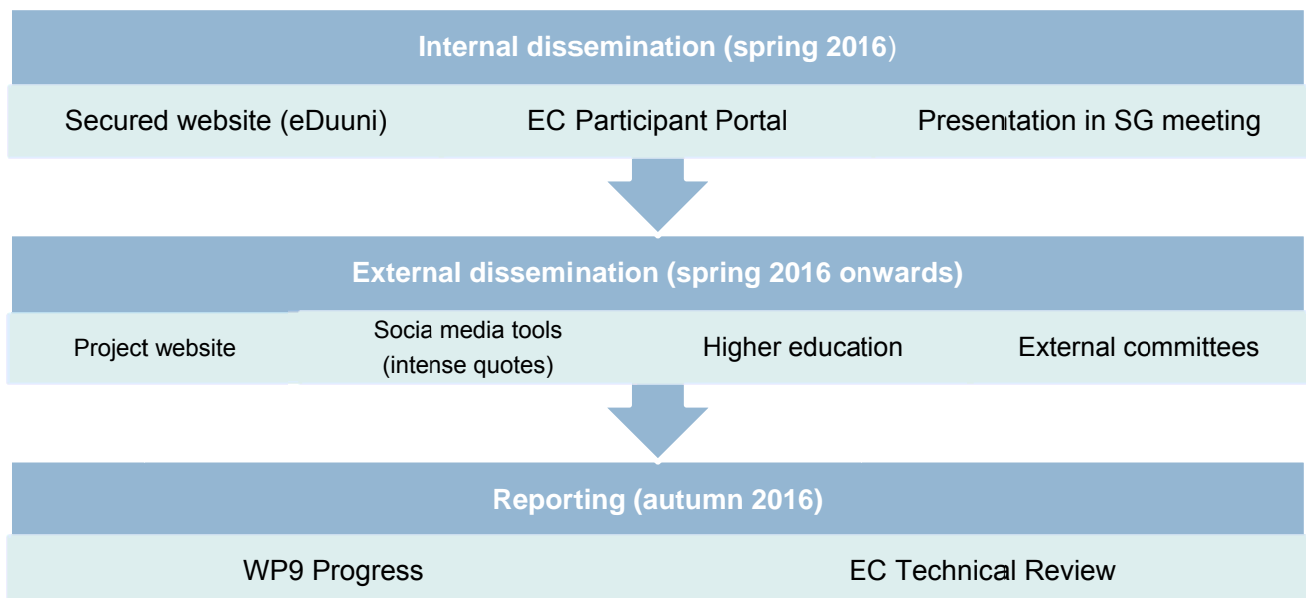 Internal dissemination (spring 2016)
Secured website (eDuuni) EC Participant Portal Presentation in SG meeting
External dissemination (spring 2016 onwards)
Project website Socia media tools (intense quotes) Higher education External committees
Reporting (autumn 2016)
WP9 Progress EC Technical Review